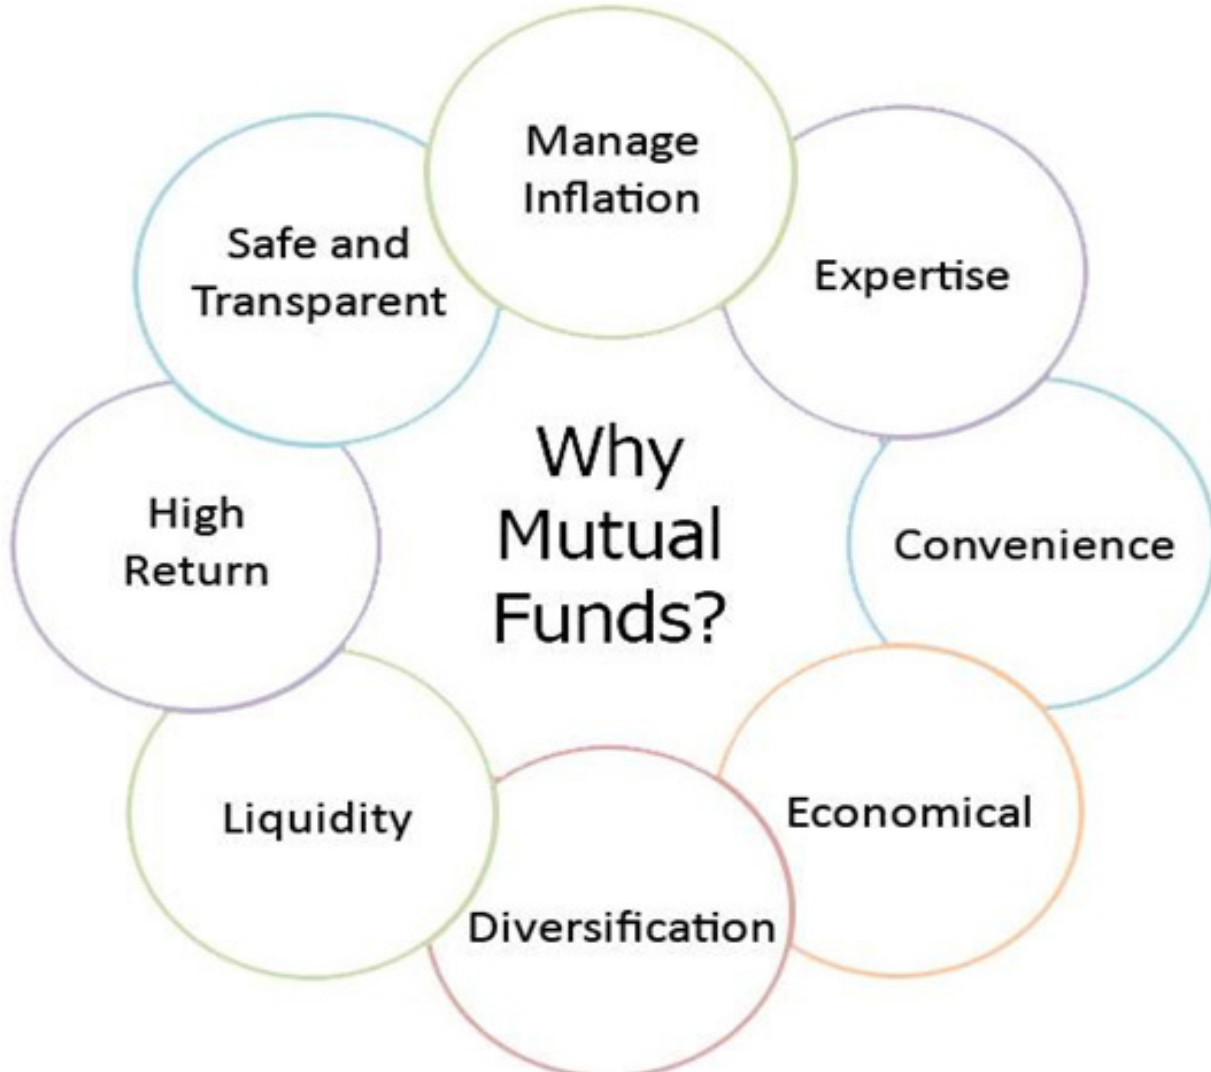 Manage
Inflation
Expertise
Convenience
Economical
Diversification
Liquidity
High
Return
Safe and
Transparent
Why
Mutual
Funds?